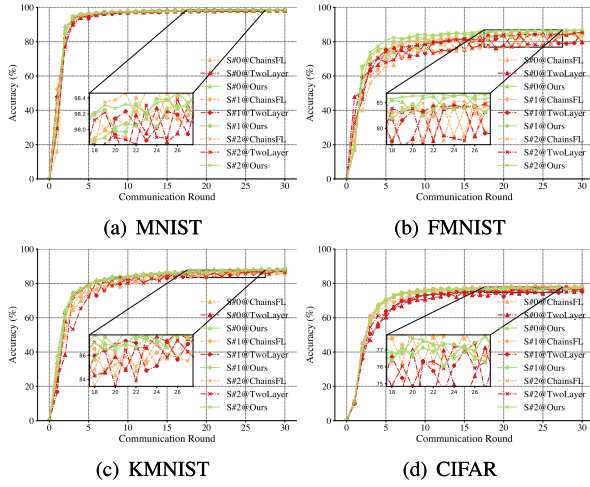 100
80
60
40
20
0
Accuracy (%)
98.4
98.2
98.0
18 20 22 24 26
S#0@ChainsFL
S#0@TwoLayer
S#0@Ours
S#1@ChainsFL
S#1@TwoLayer
S#1@Ours
S#2@ChainsFL
S#2@TwoLayer
S#2@Ours
0 5 10 15 20 25 30
Communication Round
(a) MNIST
100
80
60
40
20
0
Accuracy (%)
85
80
18 20 22 24 26
S#0@ChainsFL
S#0@TwoLayer
S#0@Ours
S#1@ChainsFL
S#1@TwoLayer
S#1@Ours
S#2@ChainsFL
S#2@TwoLayer
S#2@Ours
0 5 10 15 20 25 30
Communication Round
(b) FMNIST
100
80
60
40
20
0
Accuracy (%)
86
84
18 20 22 24 26
S#0@ChainsFL
S#0@TwoLayer
S#0@Ours
S#1@ChainsFL
S#1@TwoLayer
S#1@Ours
S#2@ChainsFL
S#2@TwoLayer
S#2@Ours
0 5 10 15 20 25 30
Communication Round
(c) KMNIST
100
80
60
40
20
0
Accuracy (%)
77
76
75
18 20 22 24 26
S#0@ChainsFL
S#0@TwoLayer
S#0@Ours
S#1@ChainsFL
S#1@TwoLayer
S#1@Ours
S#2@ChainsFL
S#2@TwoLayer
S#2@Ours
0 5 10 15 20 25 30
Communication Round
(d) CIFAR